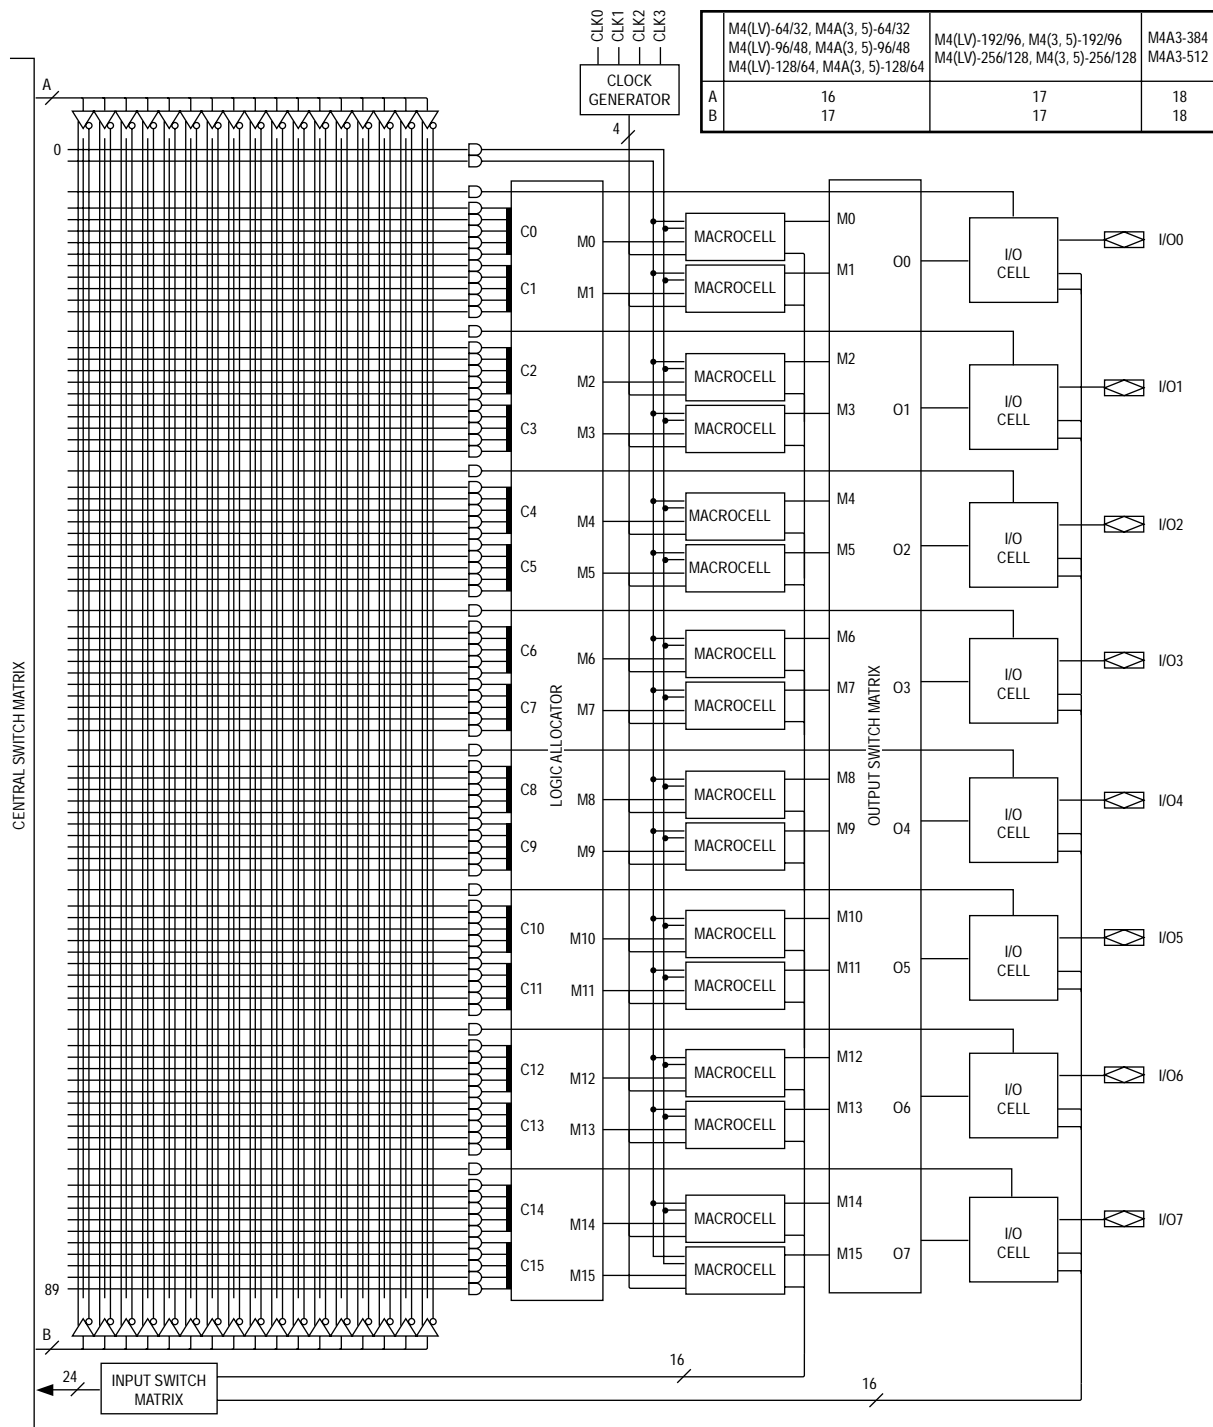 CLK0
CLK1
CLK2
CLK3
M4(LV)-64/32, M4A(3, 5)-64/32
M4(LV)-96/48, M4A(3, 5)-96/48
M4(LV)-128/64, M4A(3, 5)-128/64
M4(LV)-192/96, M4(3, 5)-192/96
M4(LV)-256/128, M4(3, 5)-256/128
M4A3-384
M4A3-512
A 16 17 18
B 17 17 18
CLOCK
GENERATOR
4
A
0
CENTRAL SWITCH MATRIX
LOGIC ALLOCATOR
OUTPUT SWITCH MATRIX
C0
M0
MACROCELL
M0
O0
I/O
CELL
I/O0
C1
M1
MACROCELL
M1
C2
M2
MACROCELL
M2
O1
I/O
CELL
I/O1
C3
M3
MACROCELL
M3
C4
M4
MACROCELL
M4
O2
I/O
CELL
I/O2
C5
M5
MACROCELL
M5
C6
M6
MACROCELL
M6
O3
I/O
CELL
I/O3
C7
M7
MACROCELL
M7
C8
M8
MACROCELL
M8
O4
I/O
CELL
I/O4
C9
M9
MACROCELL
M9
C10
M10
MACROCELL
M10
O5
I/O
CELL
I/O5
C11
M11
MACROCELL
M11
C12
M12
MACROCELL
M12
O6
I/O
CELL
I/O6
C13
M13
MACROCELL
M13
C14
M14
MACROCELL
M14
O7
I/O
CELL
I/O7
C15
M15
MACROCELL
M15
89
B
24
INPUT SWITCH
MATRIX
16
16